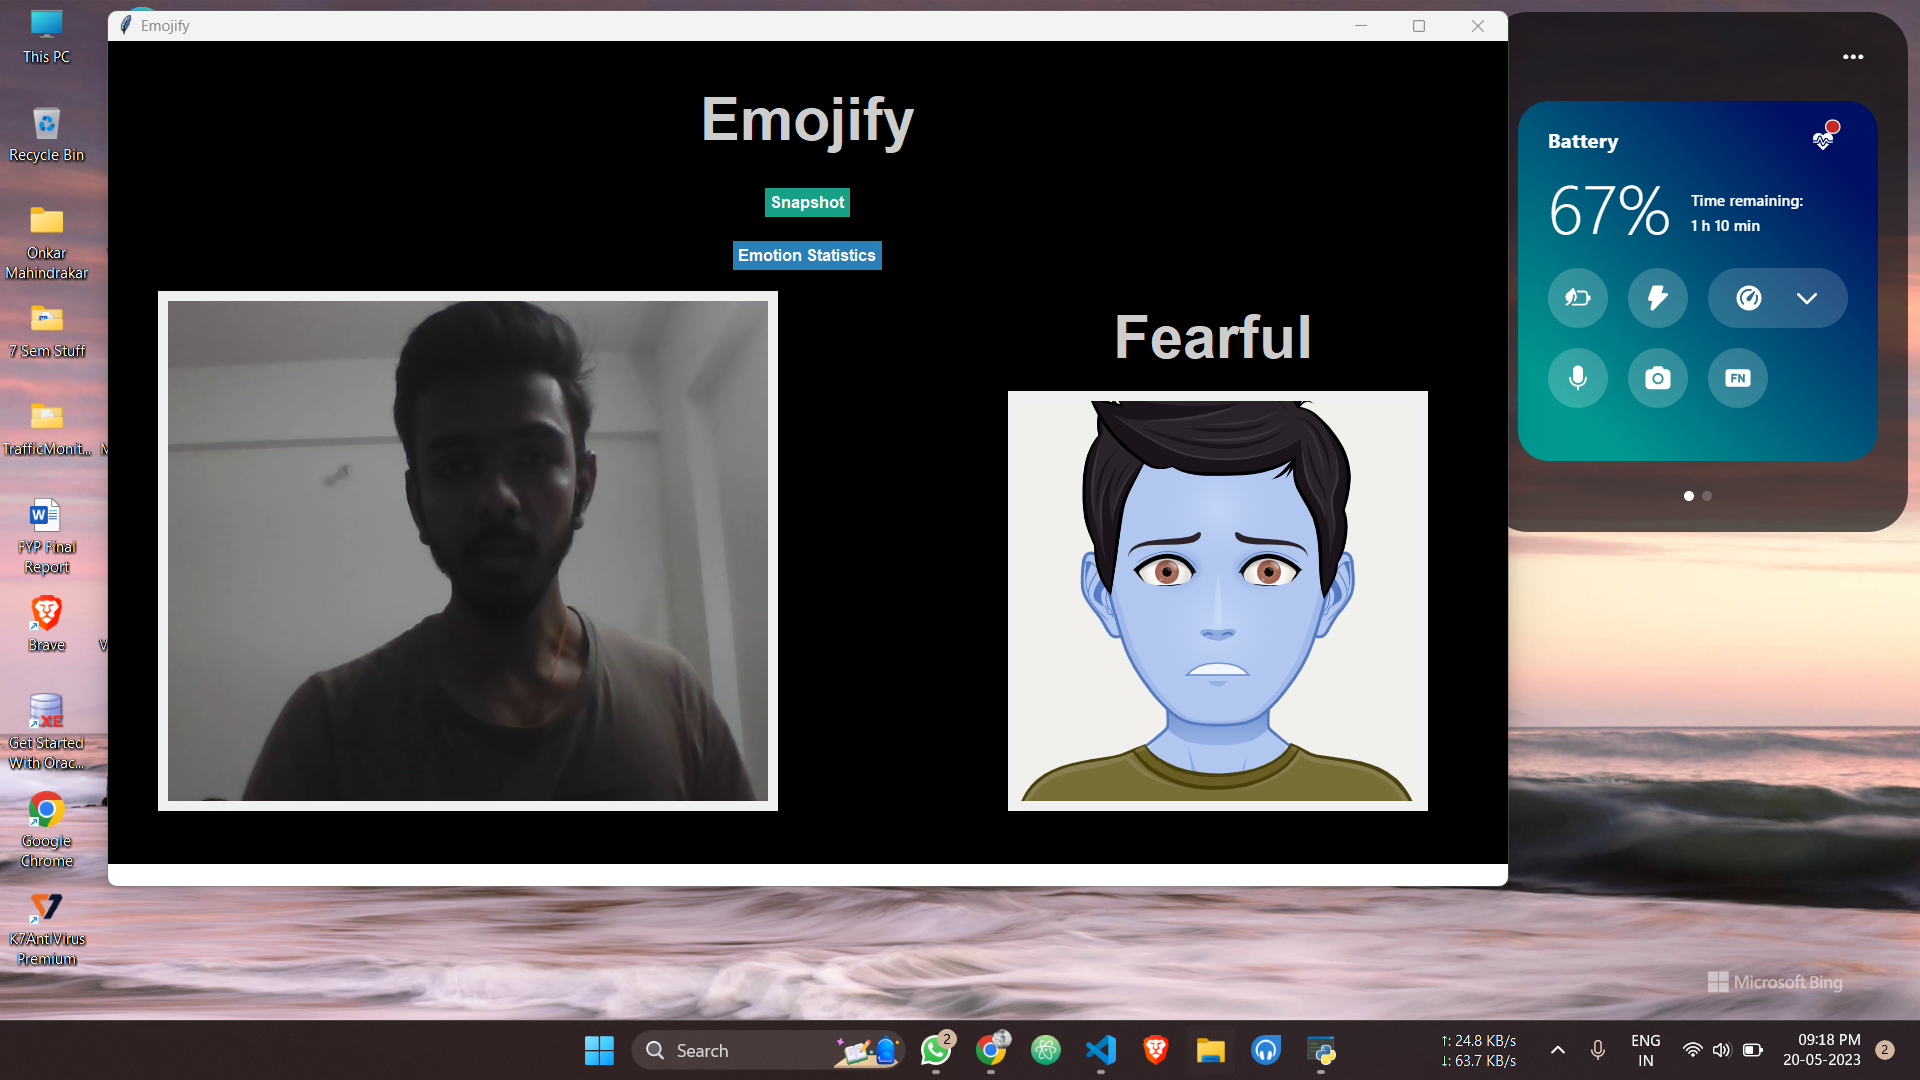 This PC
Recycle Bin
Onkar
Mahindrakar
7 Sem Stuff
TrafficMonit...
FYP Final
Report
W
Brave
Get Started
With Orac...
XE
Google
Chrome
K7AntiVirus
Premium
Emojify
Emojify
Snapshot
Emotion Statistics
Fearful
Battery
67%
Time remaining:
1 h 10 min
FN
Microsoft Bing
Search
2
↑: 24.8 KB/s
↓: 63.7 KB/s
ENG
IN
09:18 PM
20-05-2023
2